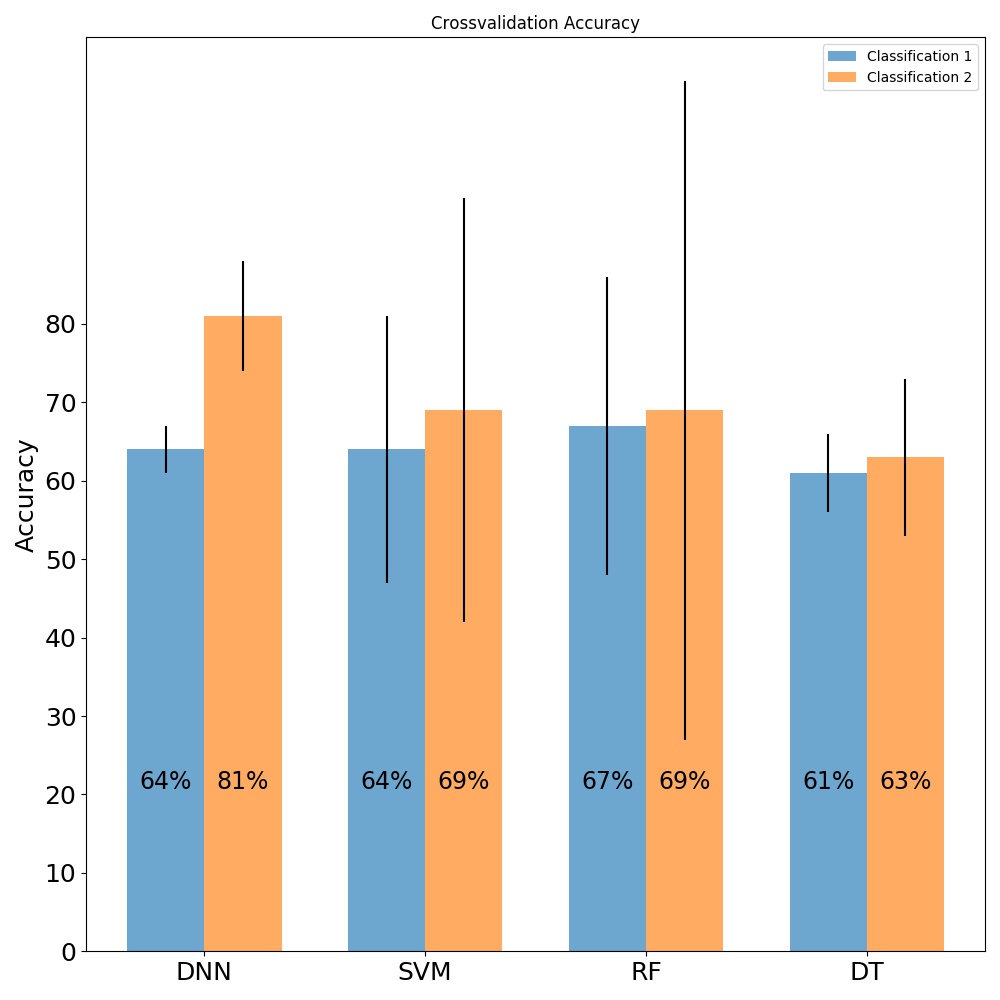 Crossvalidation Accuracy
Classification 1
Classification 2
Accuracy
80
70
60
50
40
30
20
10
0
64% 81% 64% 69% 67% 69% 61% 63%
DNN SVM RF DT